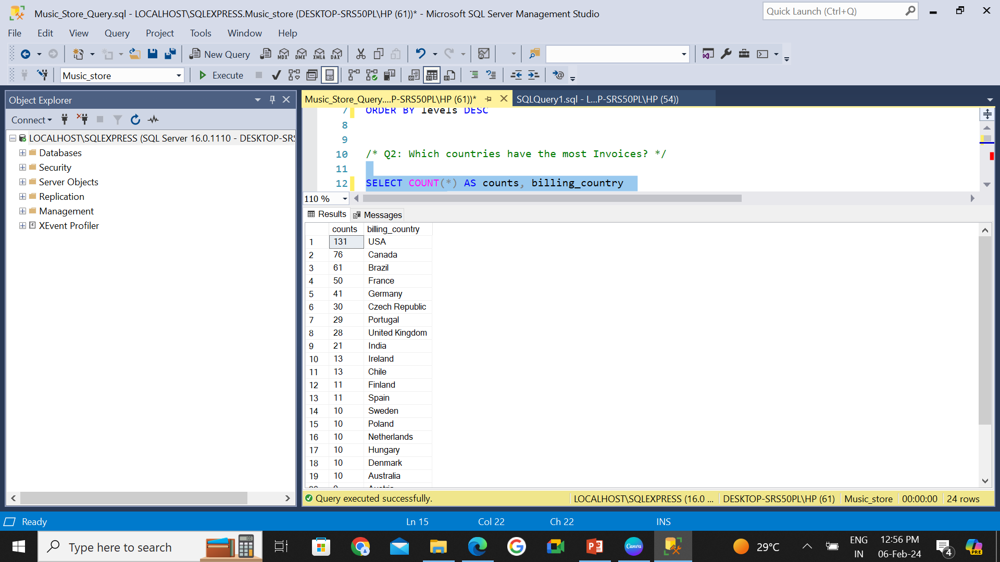 Music_Store_Query.sql - LOCALHOST\SQLEXPRESS.Music_store (DESKTOP-SRS50PL\HP (61))* - Microsoft SQL Server Management Studio
Quick Launch (Ctrl+Q)
File Edit View Query Project Tools Window Help
New Query MDX DMX XMLA DAX
Music_store Execute
Object Explorer
Connect
LOCALHOST\SQLEXPRESS (SQL Server 16.0.1110 - DESKTOP-SRS
Databases
Security
Server Objects
Replication
Management
XEvent Profiler
Music_Store_Query....P-SRS50PL\HP (61))* SQLQuery1.sql - L...P-SRS50PL\HP (54))
7 ORDER BY levels DESC
8
9
10 /* Q2: Which countries have the most Invoices? */
11
12 SELECT COUNT(*) AS counts, billing_country
110 %
Results Messages
counts billing_country
1 131 USA
2 76 Canada
3 61 Brazil
4 50 France
5 41 Germany
6 30 Czech Republic
7 29 Portugal
8 28 United Kingdom
9 21 India
10 13 Ireland
11 13 Chile
12 11 Finland
13 11 Spain
14 10 Sweden
15 10 Poland
16 10 Netherlands
17 10 Hungary
18 10 Denmark
19 10 Australia
Query executed successfully. LOCALHOST\SQLEXPRESS (16.0 ... DESKTOP-SRS50PL\HP (61) Music_store 00:00:00 24 rows
Ready Ln 15 Col 22 Ch 22 INS
Type here to search
Canva
29°C
ENG
IN
12:56 PM
06-Feb-24
4
PRE